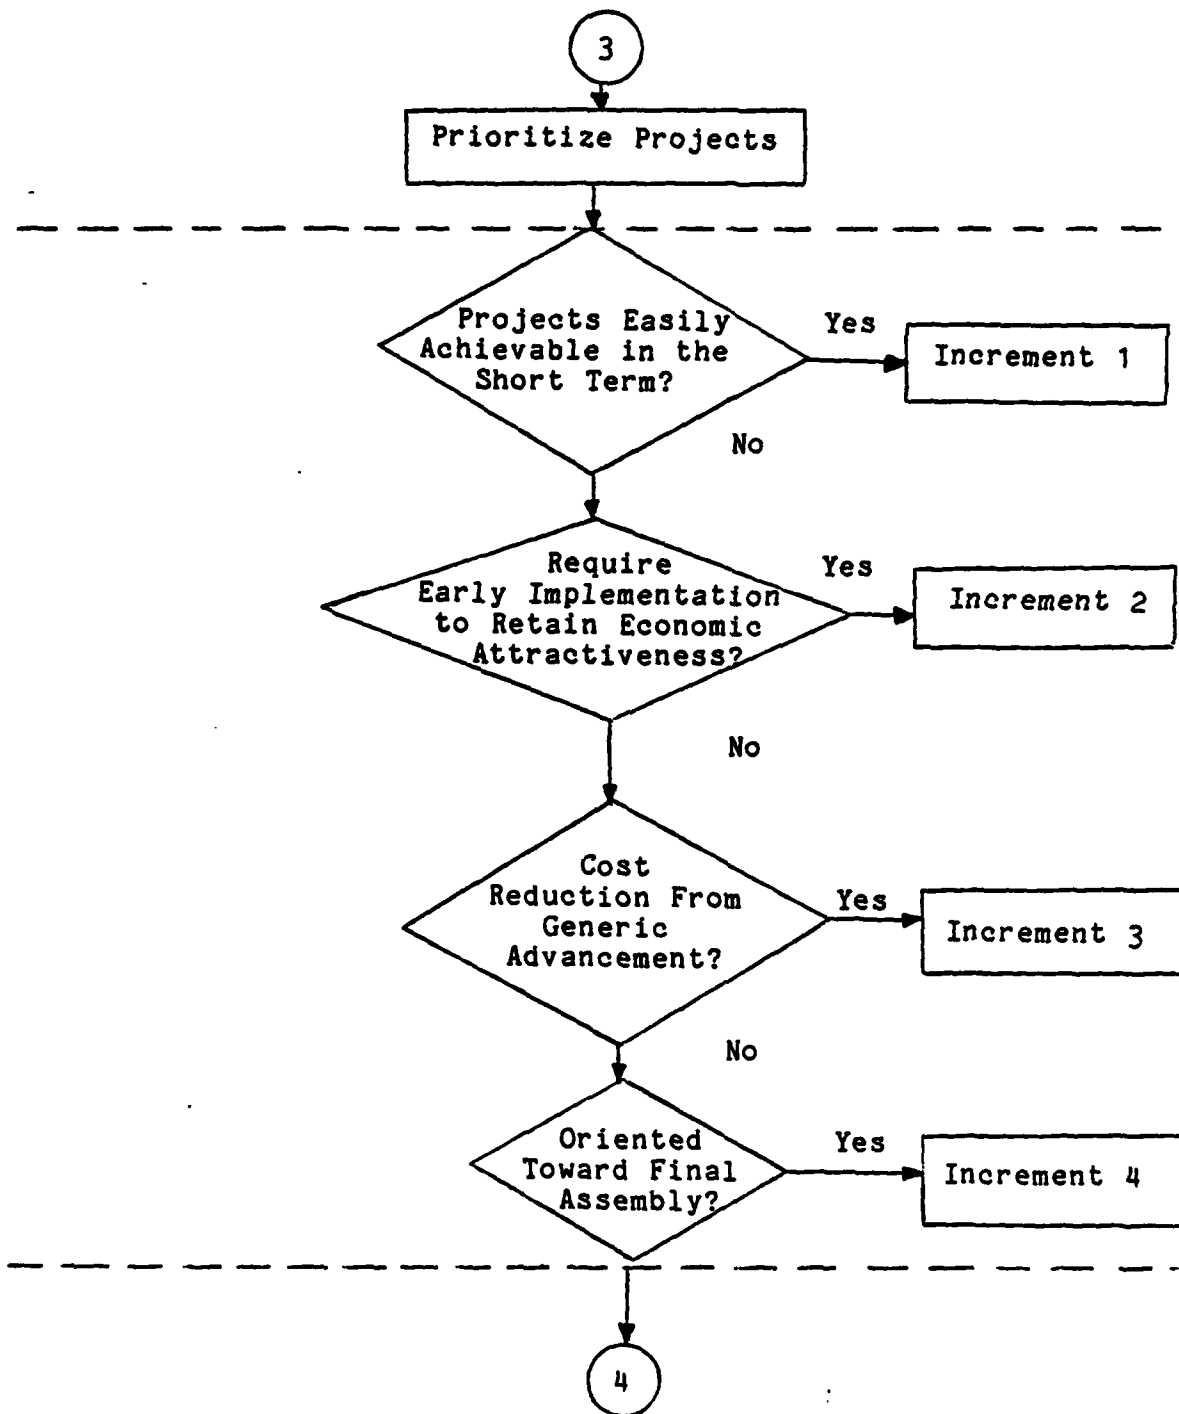 3
Prioritize Projects
Projects Easily
Achievable in the
Short Term?
Yes
Increment 1
No
Require
Early Implementation
to Retain Economic
Attractiveness?
Yes
Increment 2
No
Cost
Reduction From
Generic
Advancement?
Yes
Increment 3
No
Oriented
Toward Final
Assembly?
Yes
Increment 4
4